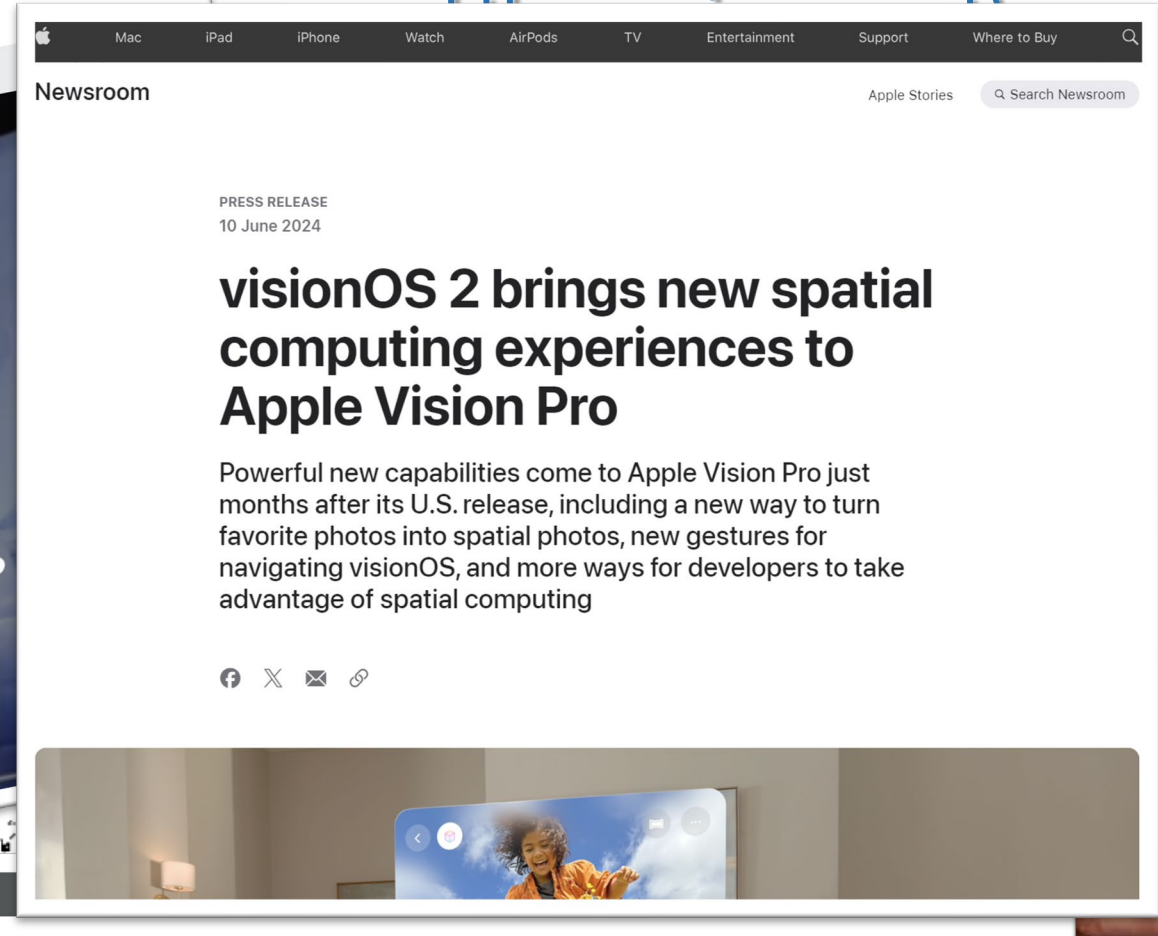 Mac iPad iPhone Watch AirPods TV Entertainment Support Where to Buy
Newsroom
Apple Stories Search Newsroom
PRESS RELEASE
10 June 2024
visionOS 2 brings new spatial
computing experiences to
Apple Vision Pro
Powerful new capabilities come to Apple Vision Pro just
months after its U.S. release, including a new way to turn
favorite photos into spatial photos, new gestures for
navigating visionOS, and more ways for developers to take
advantage of spatial computing